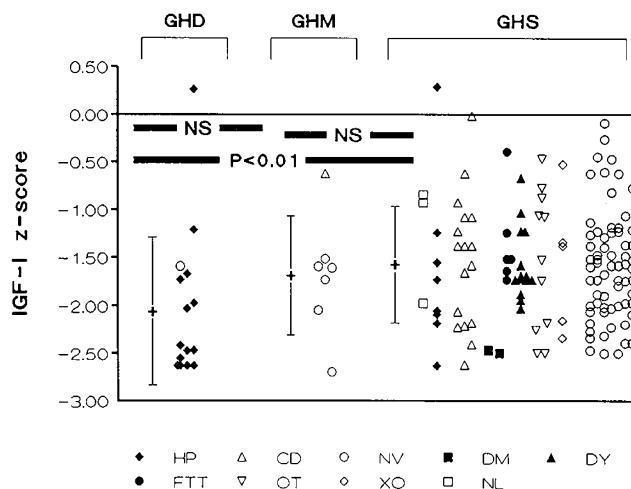 GHD GHM GHS
0.50
0.00
NS
NS
-0.50
P<0.01
-1.00
-1.50
-2.00
-2.50
-3.00
IGF-I z-score
HP CD NV DM DY
FTT OT XO NL